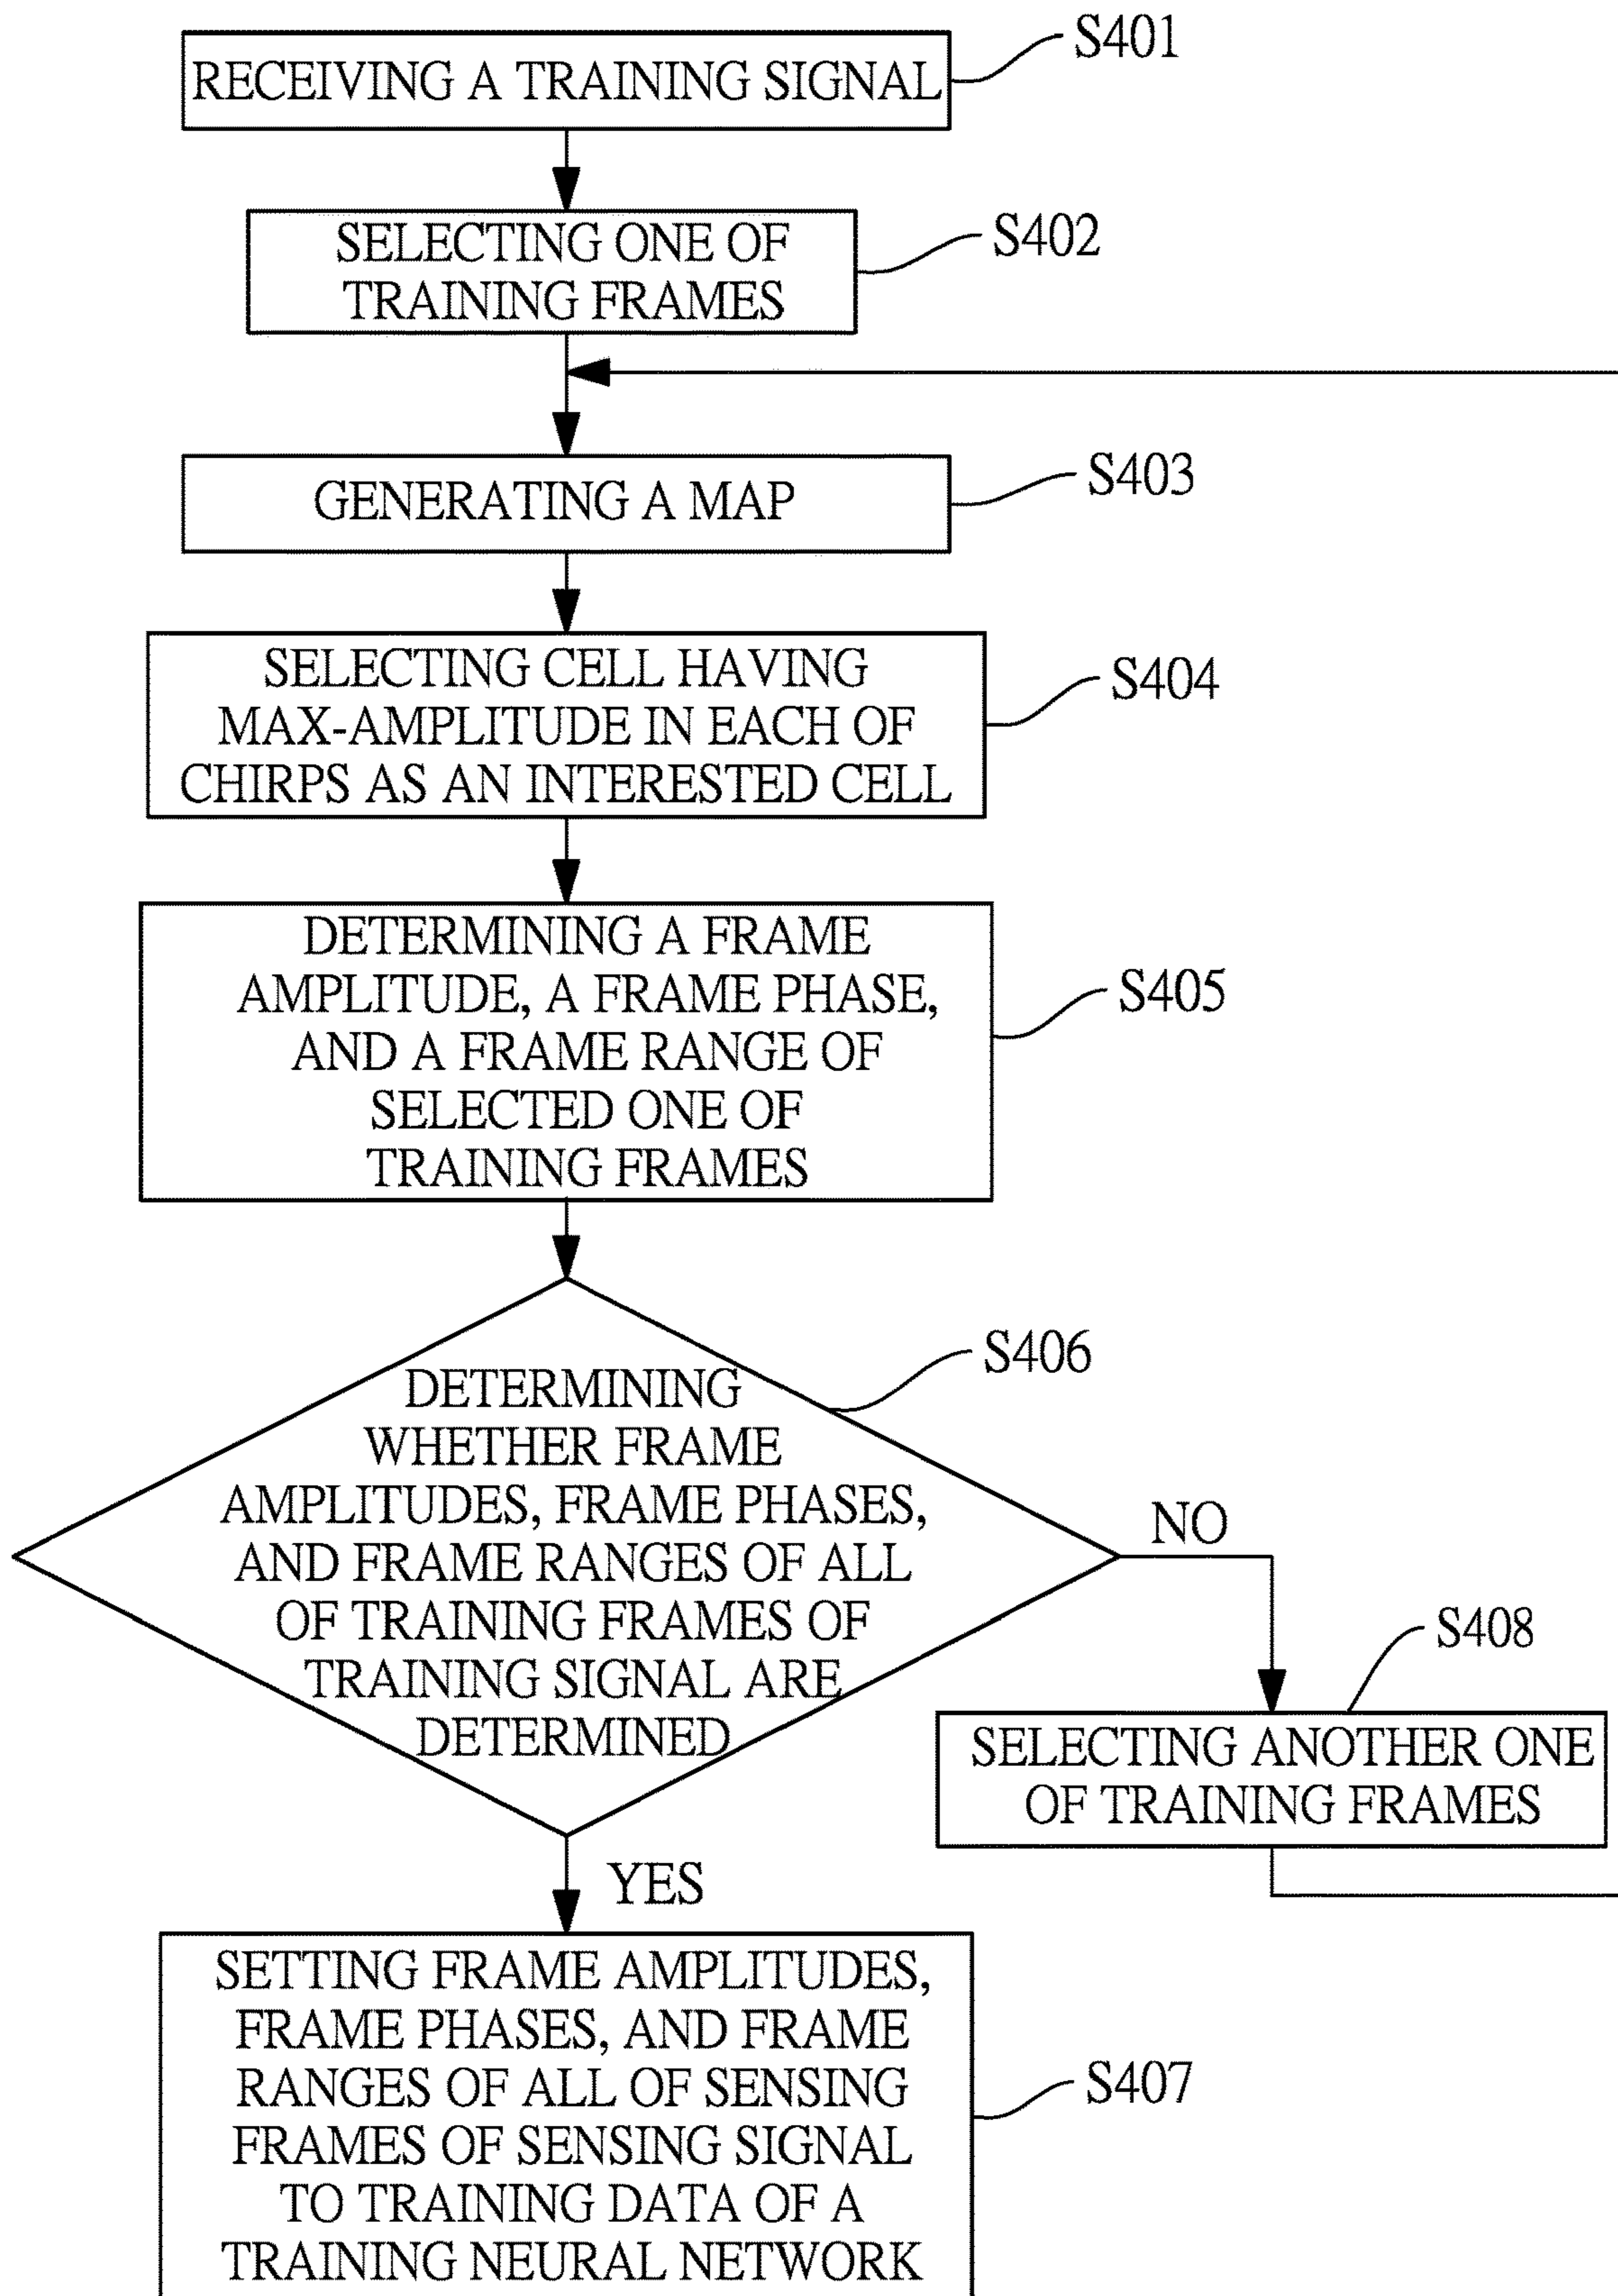 S401
RECEIVING A TRAINING SIGNAL
S402
SELECTING ONE OF
TRAINING FRAMES
S403
GENERATING A MAP
S404
SELECTING CELL HAVING
MAX-AMPLITUDE IN EACH OF
CHIRPS AS AN INTERESTED CELL
S405
DETERMINING A FRAME
AMPLITUDE, A FRAME PHASE,
AND A FRAME RANGE OF
SELECTED ONE OF
TRAINING FRAMES
S406
DETERMINING
WHETHER FRAME
AMPLITUDES, FRAME PHASES,
AND FRAME RANGES OF ALL
OF TRAINING FRAMES OF
TRAINING SIGNAL ARE
DETERMINED
NO
S408
SELECTING ANOTHER ONE
OF TRAINING FRAMES
YES
SETTING FRAME AMPLITUDES,
FRAME PHASES, AND FRAME
RANGES OF ALL OF SENSING
FRAMES OF SENSING SIGNAL
TO TRAINING DATA OF A
TRAINING NEURAL NETWORK
S407